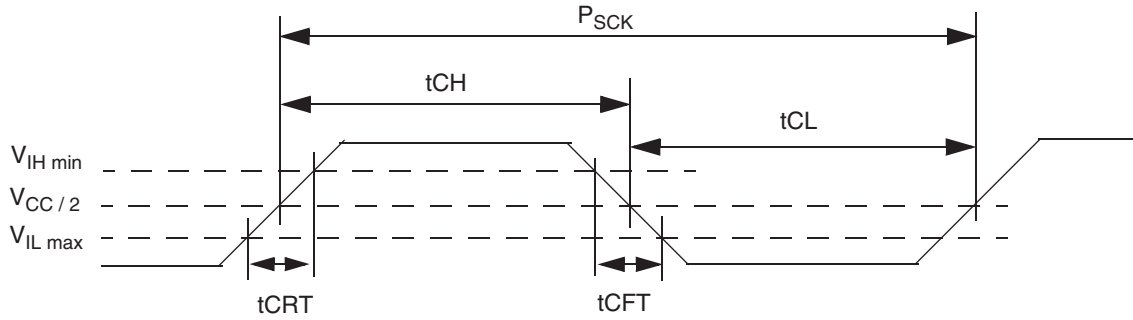 PSCK
tCH
tCL
VIH min
VCC / 2
VIL max
tCRT
tCFT